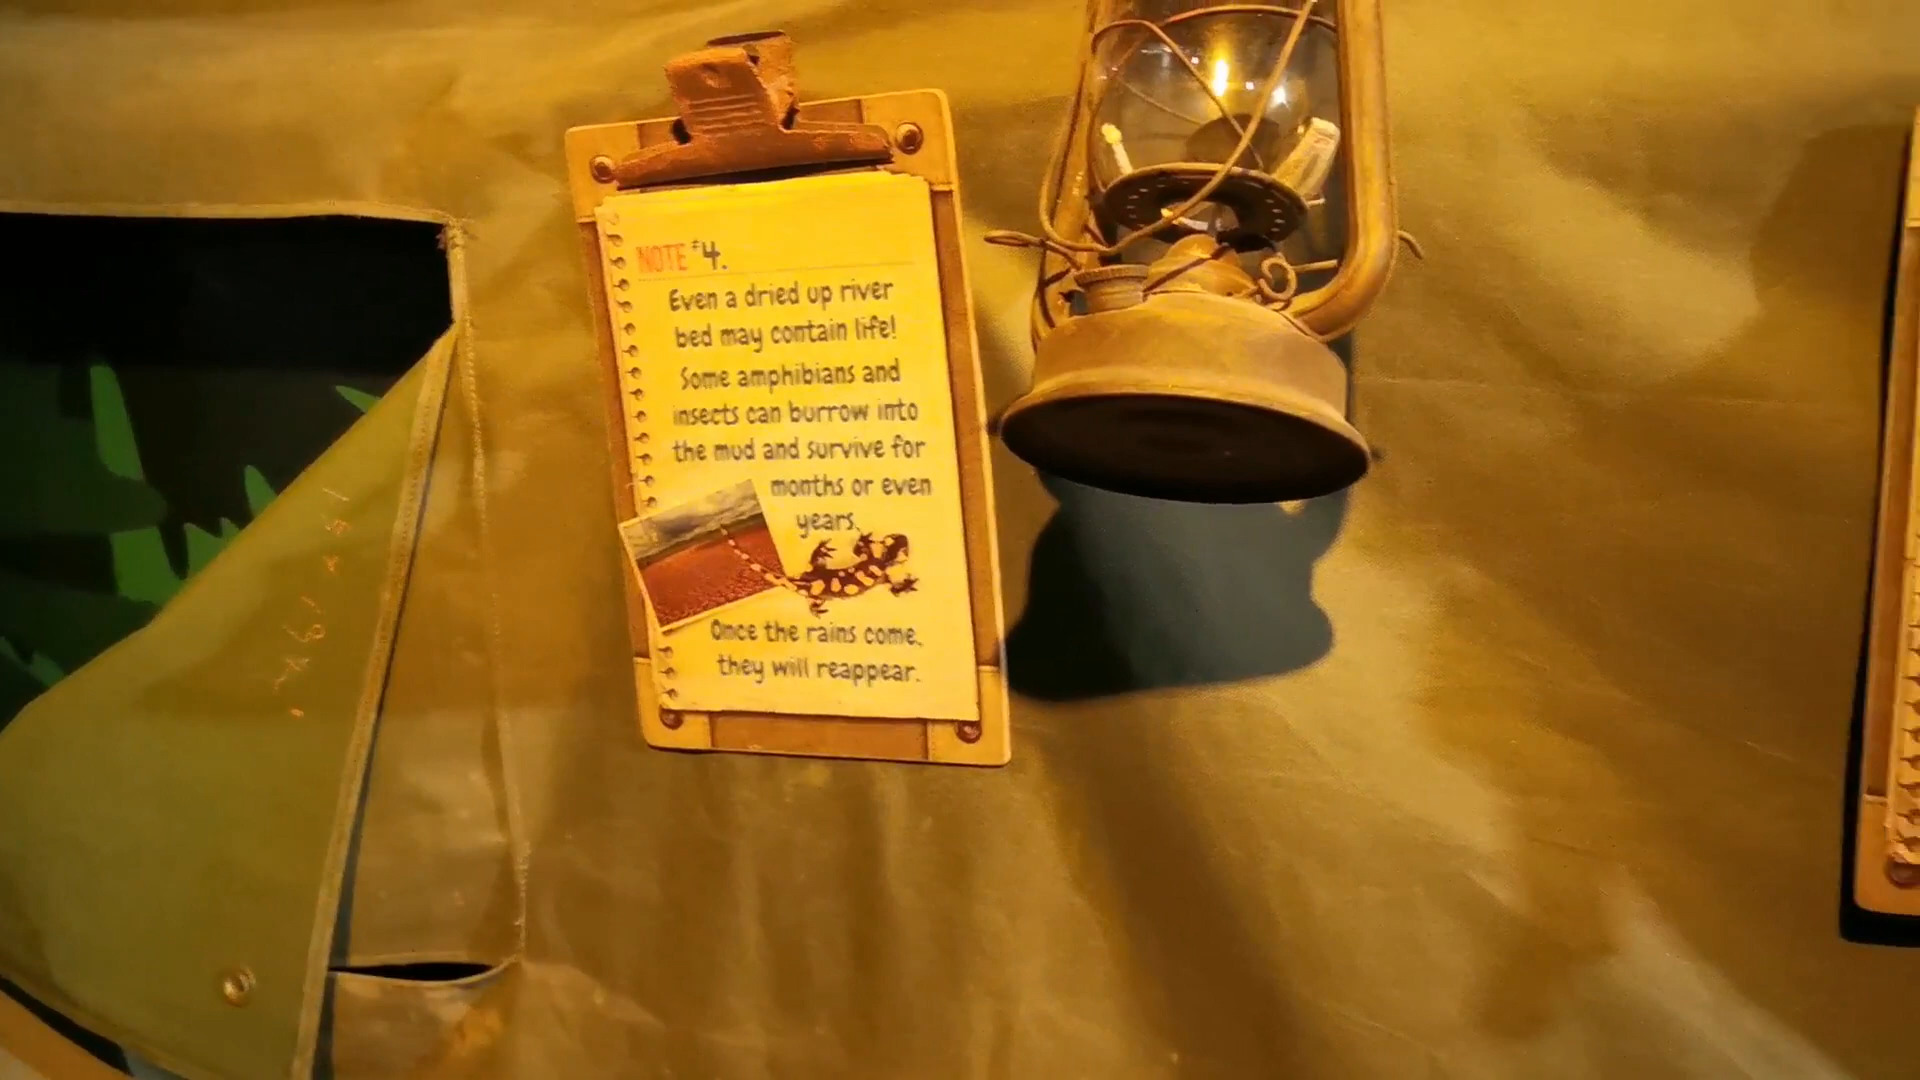 NOTE #4.
Even a dried up river
bed may contain life!
Some amphibians and
insects can burrow into
the mud and survive for
months or even
years.
Once the rains come,
they will reappear.